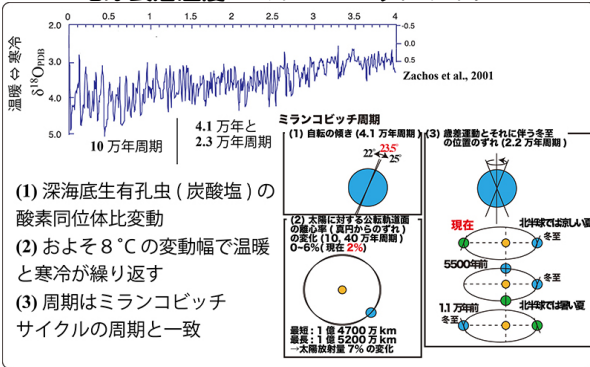 0 0.5 1.0 1.5 2.0 2.5 3.0 3.5 4
2.0
3.0
4.0
5.0
温暖 ⇔ 寒冷
δ18OPDB
-0.5
0.0
0.5
Zachos et al., 2001
10 万年周期
4.1 万年と
2.3 万年周期
(1) 深海底生有孔虫 ( 炭酸塩 ) の
酸素同位体比変動
(2) およそ８℃の変動幅で温暖
と寒冷が繰り返す
(3) 周期はミランコビッチ
サイクルの周期と一致
ミランコビッチ周期
(1) 自転の傾き (4.1 万年周期 )
23.5°
22° 25°
(2) 太陽に対する公転軌道面
の離心率 ( 真円からのずれ )
の変化 (10, 40 万年周期 )
0~6%( 現在 2%)
最短 : 1 億 4700 万 km
最長 : 1 億 5200 万 km
→太陽放射量 7% の変化
(3) 歳差運動とそれに伴う冬至
の位置のずれ (2.2 万年周期 )
現在
北半球では涼しい夏
冬至
5500年前
冬至
1.1 万年前
北半球では暑い夏
冬至